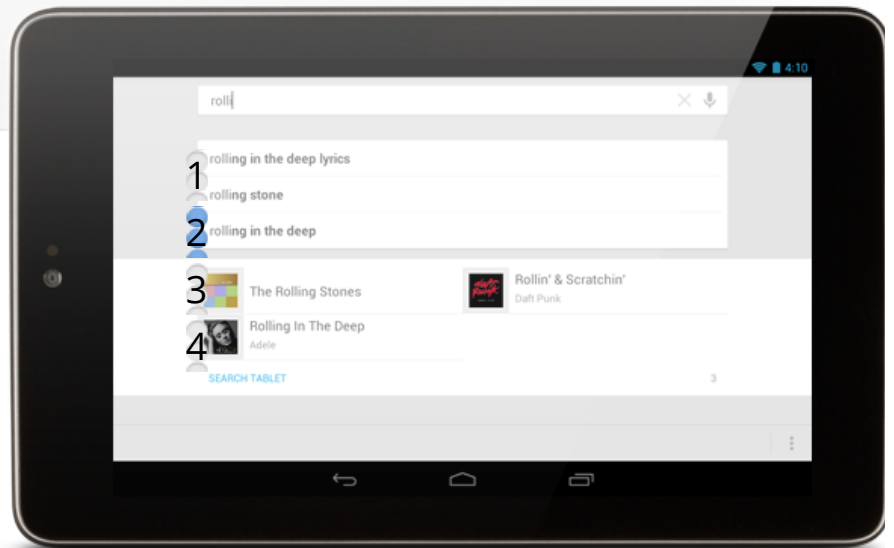 4:10
rolli
1
rolling in the deep lyrics
rolling stone
2
rolling in the deep
3
The Rolling Stones
Rollin' & Scratchin'
Daft Punk
4
Rolling In The Deep
Adele
SEARCH TABLET 3